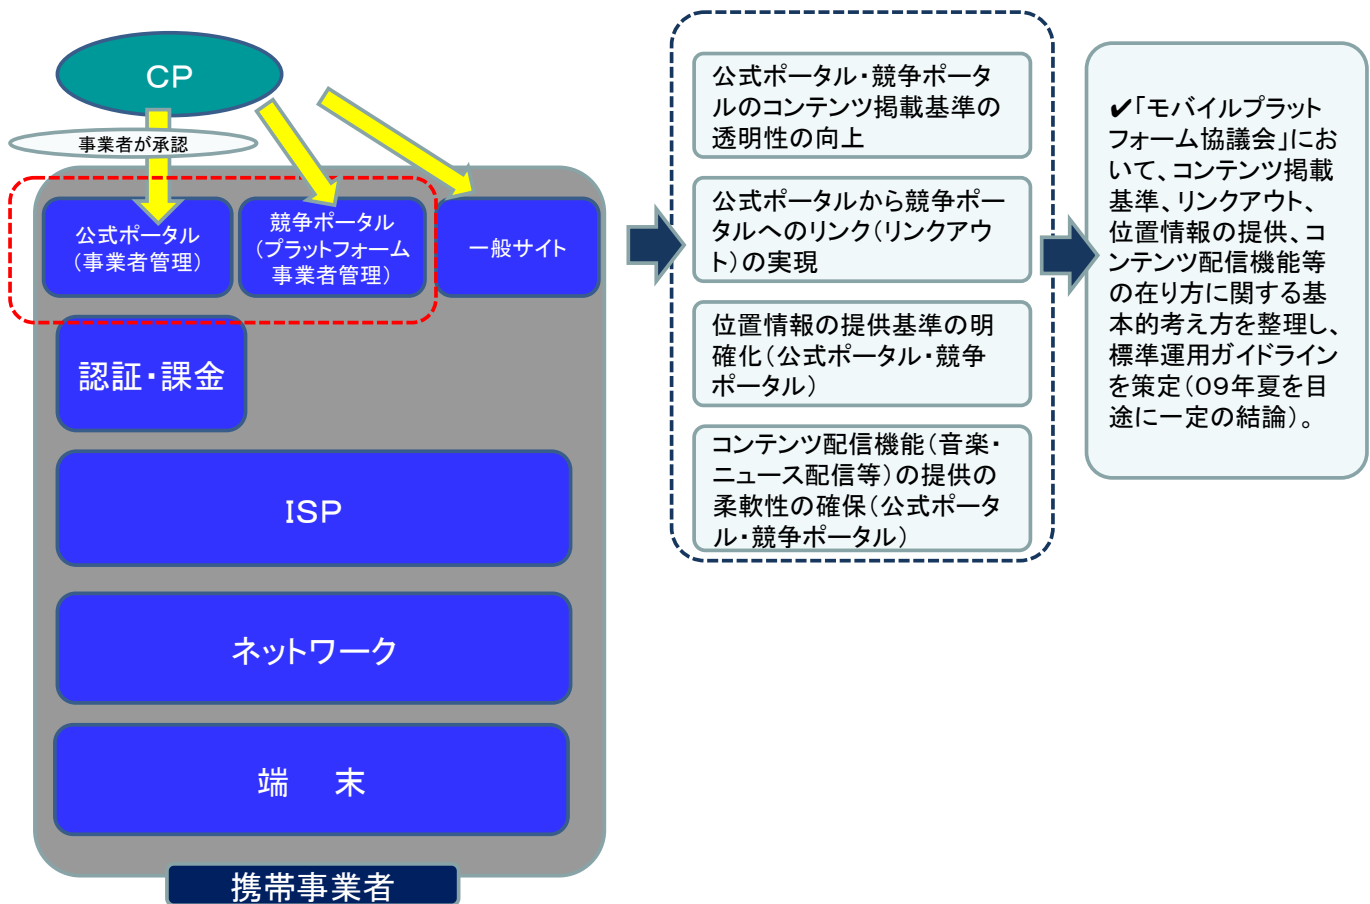 CP
事業者が承認
公式ポータル
（事業者管理）
競争ポータル
（プラットフォーム
事業者管理）
一般サイト
認証・課金
ISP
ネットワーク
端　末
携帯事業者
公式ポータル・競争ポータ
ルのコンテンツ掲載基準の
透明性の向上
公式ポータルから競争ポー
タルへのリンク（リンクアウ
ト）の実現
位置情報の提供基準の明
確化（公式ポータル・競争
ポータル）
コンテンツ配信機能（音楽・
ニュース配信等）の提供の
柔軟性の確保（公式ポータ
ル・競争ポータル）
✔「モバイルプラット
フォーム協議会」にお
いて、コンテンツ掲載
基準、リンクアウト、
位置情報の提供、コ
ンテンツ配信機能等
の在り方に関する基
本的考え方を整理し、
標準運用ガイドライン
を策定（09年夏を目
途に一定の結論）。